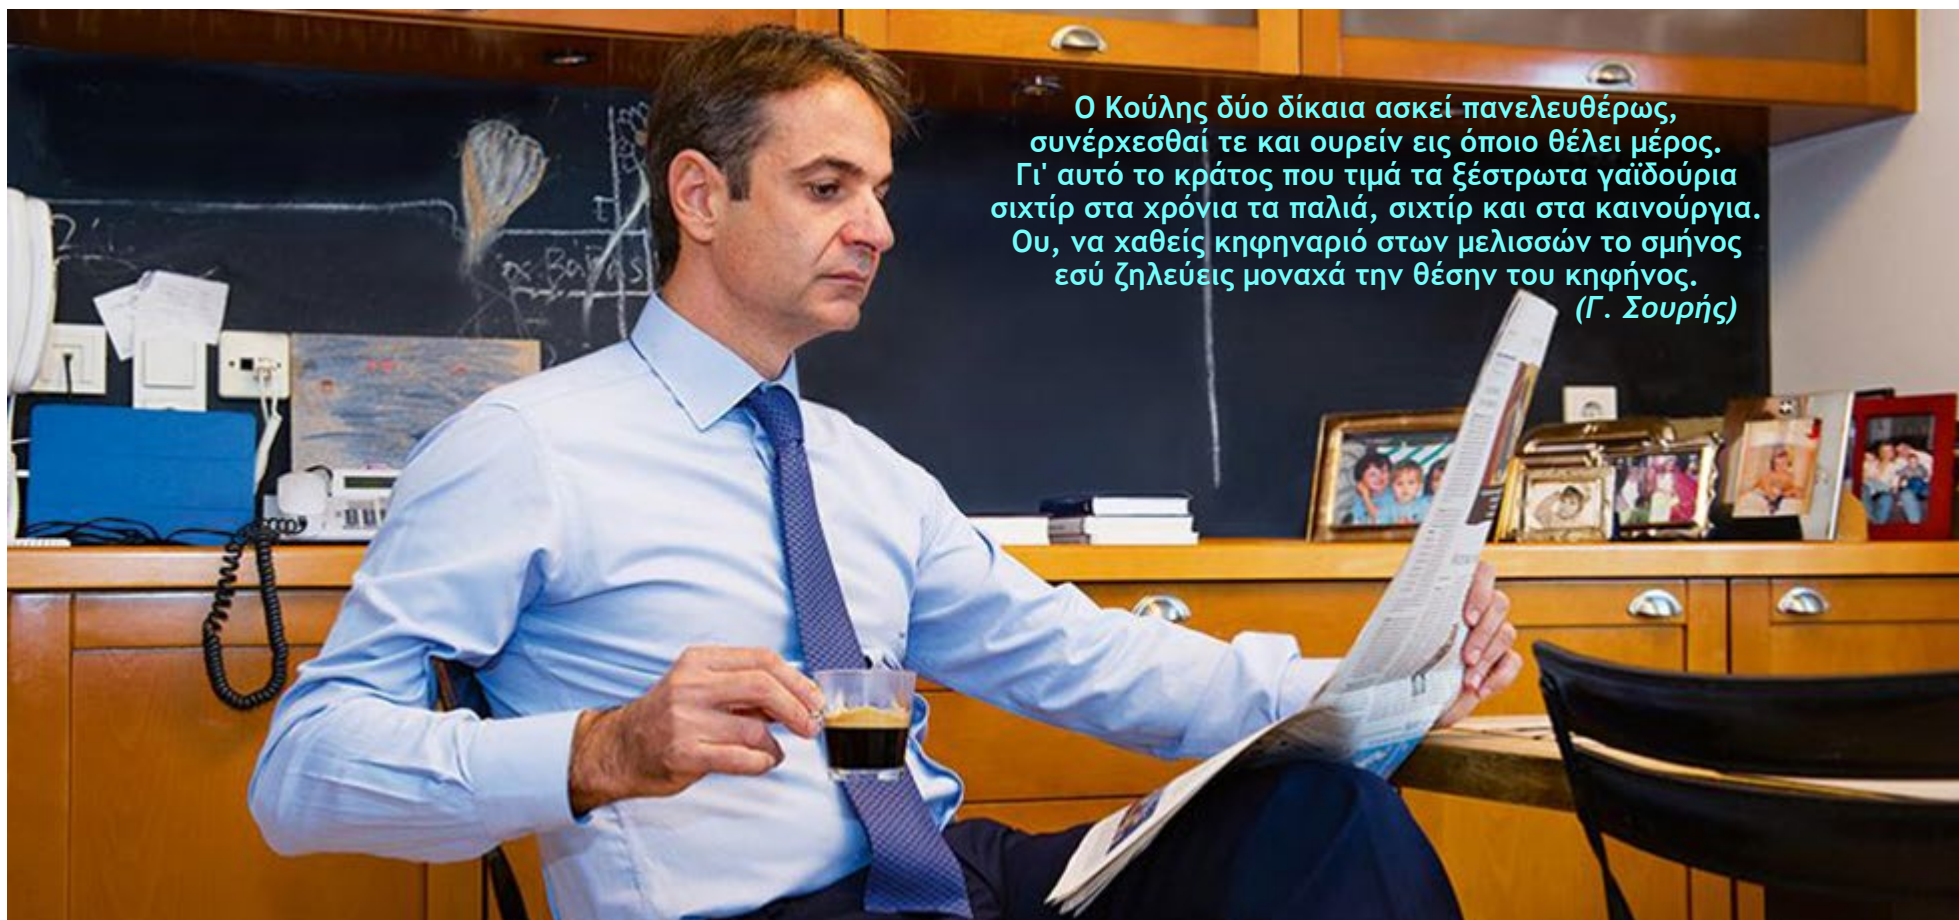 Ο Κούλης δύο δίκαια ασκεί πανελευθέρως,
συνέρχεσθαί τε και ουρείν εις όποιο θέλει μέρος.
Γι' αυτό το κράτος που τιμά τα ξέστρωτα γαϊδούρια
σιχτίρ στα χρόνια τα παλιά, σιχτίρ και στα καινούργια.
Ου, να χαθείς κηφηναριό στων μελισσών το σμήνος
εσύ ζηλεύεις μοναχά την θέσην του κηφήνος.
(Γ. Σουρής)